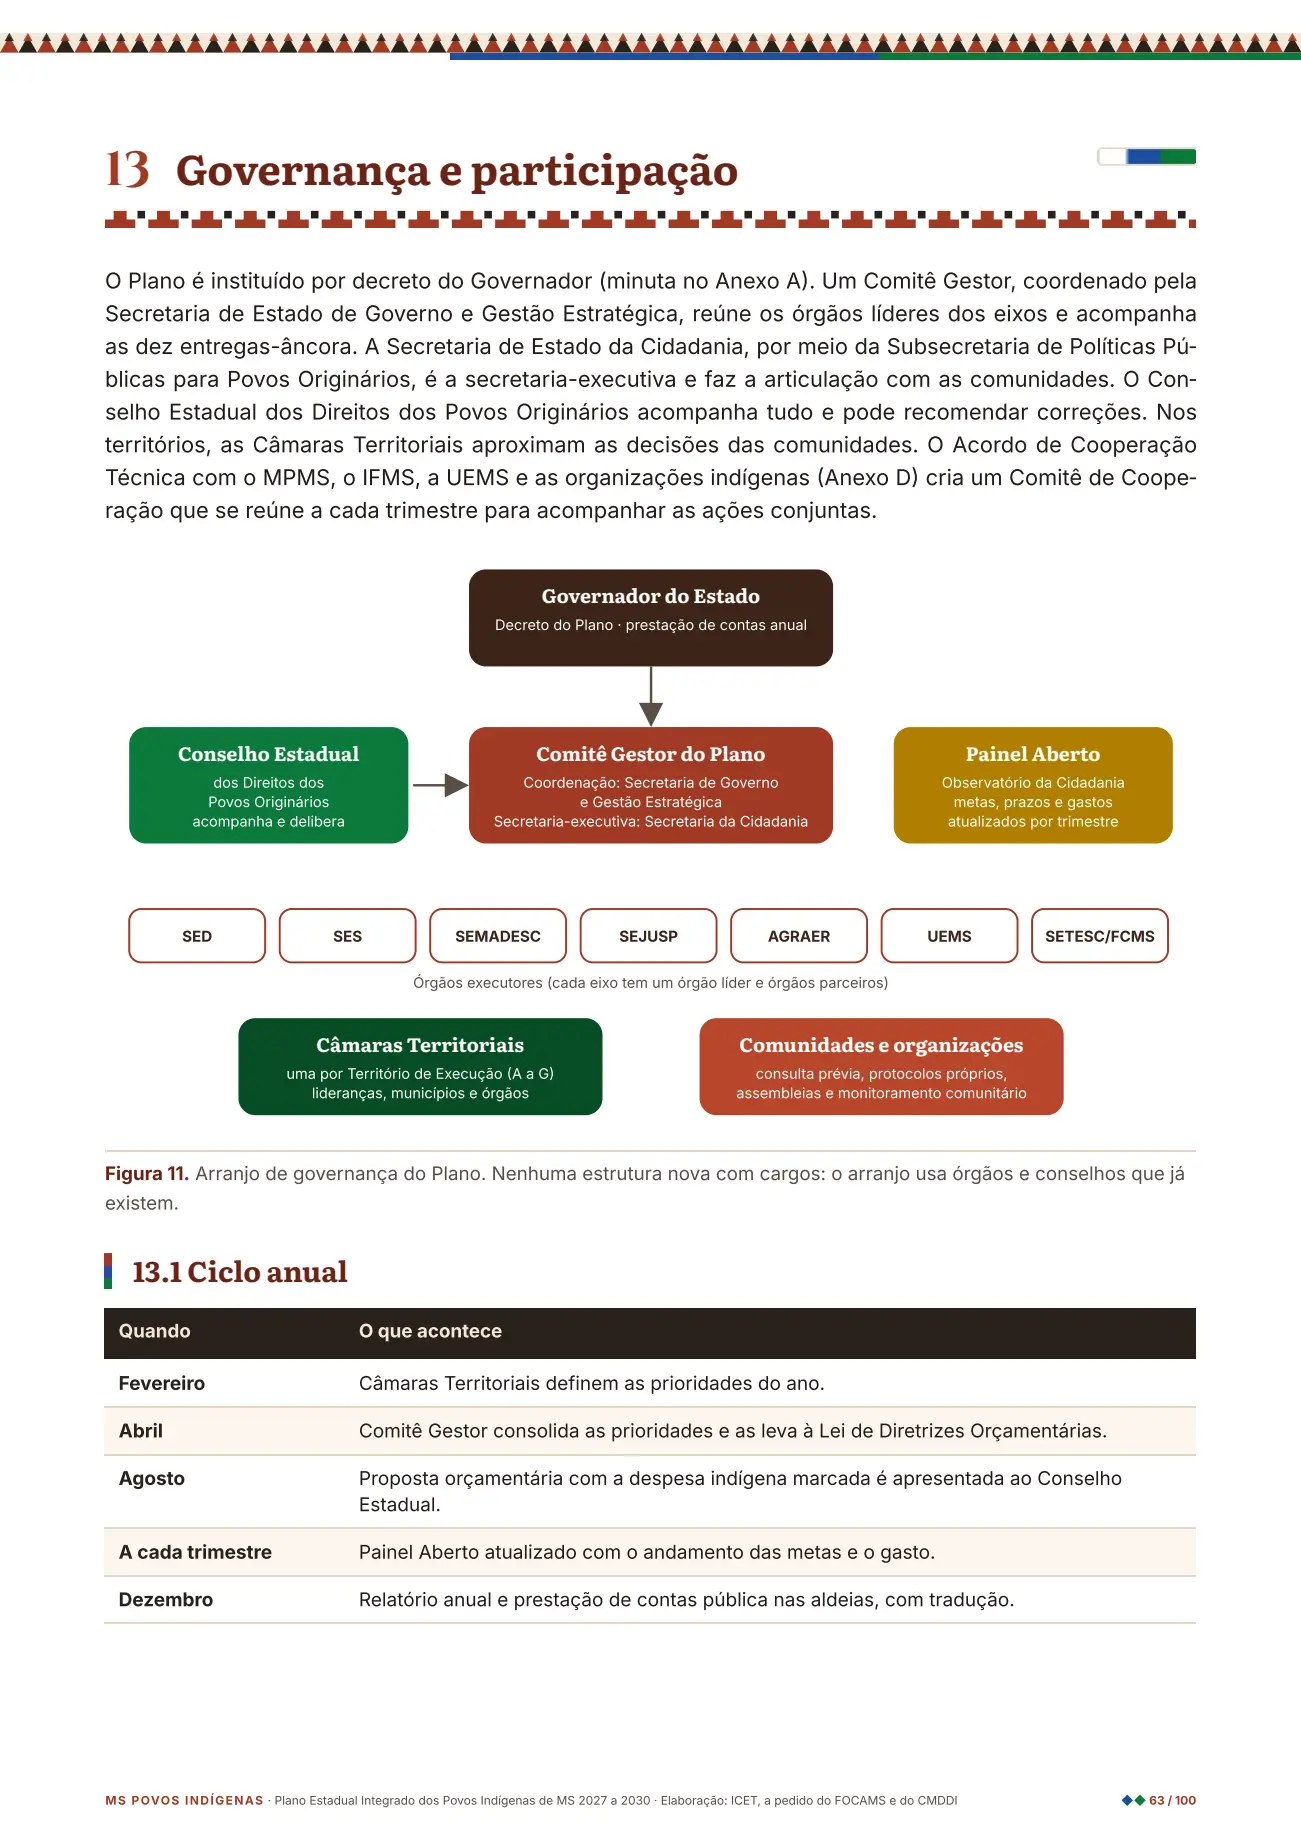 13 Governança e participação
O Plano é instituído por decreto do Governador (minuta no Anexo A). Um Comitê Gestor, coordenado pela
Secretaria de Estado de Governo e Gestão Estratégica, reúne os órgãos líderes dos eixos e acompanha
as dez entregas-âncora. A Secretaria de Estado da Cidadania, por meio da Subsecretaria de Políticas Pú-
blicas para Povos Originários, é a secretaria-executiva e faz a articulação com as comunidades. O Con-
selho Estadual dos Direitos dos Povos Originários acompanha tudo e pode recomendar correções. Nos
territórios, as Câmaras Territoriais aproximam as decisões das comunidades. O Acordo de Cooperação
Técnica com o MPMS, o IFMS, a UEMS e as organizações indígenas (Anexo D) cria um Comitê de Coope-
ração que se reúne a cada trimestre para acompanhar as ações conjuntas.
Governador do Estado
Decreto do Plano · prestação de contas anual
Conselho Estadual
dos Direitos dos
Povos Originários
acompanha e delibera
Comitê Gestor do Plano
Coordenação: Secretaria de Governo
e Gestão Estratégica
Secretaria-executiva: Secretaria da Cidadania
Painel Aberto
Observatório da Cidadania
metas, prazos e gastos
atualizados por trimestre
SED SES SEMADESC SEJUSP AGRAER UEMS SETESC/FCMS
Órgãos executores (cada eixo tem um órgão líder e órgãos parceiros)
Câmaras Territoriais
uma por Território de Execução (A a G)
lideranças, municípios e órgãos
Comunidades e organizações
consulta prévia, protocolos próprios,
assembleias e monitoramento comunitário
Figura 11. Arranjo de governança do Plano. Nenhuma estrutura nova com cargos: o arranjo usa órgãos e conselhos que já
existem.
13.1 Ciclo anual
Quando O que acontece
Fevereiro Câmaras Territoriais definem as prioridades do ano.
Abril Comitê Gestor consolida as prioridades e as leva à Lei de Diretrizes Orçamentárias.
Agosto Proposta orçamentária com a despesa indígena marcada é apresentada ao Conselho
Estadual.
A cada trimestre Painel Aberto atualizado com o andamento das metas e o gasto.
Dezembro Relatório anual e prestação de contas pública nas aldeias, com tradução.
MS POVOS INDÍGENAS · Plano Estadual Integrado dos Povos Indígenas de MS 2027 a 2030 · Elaboração: ICET, a pedido do FOCAMS e do CMDDI 63 / 100